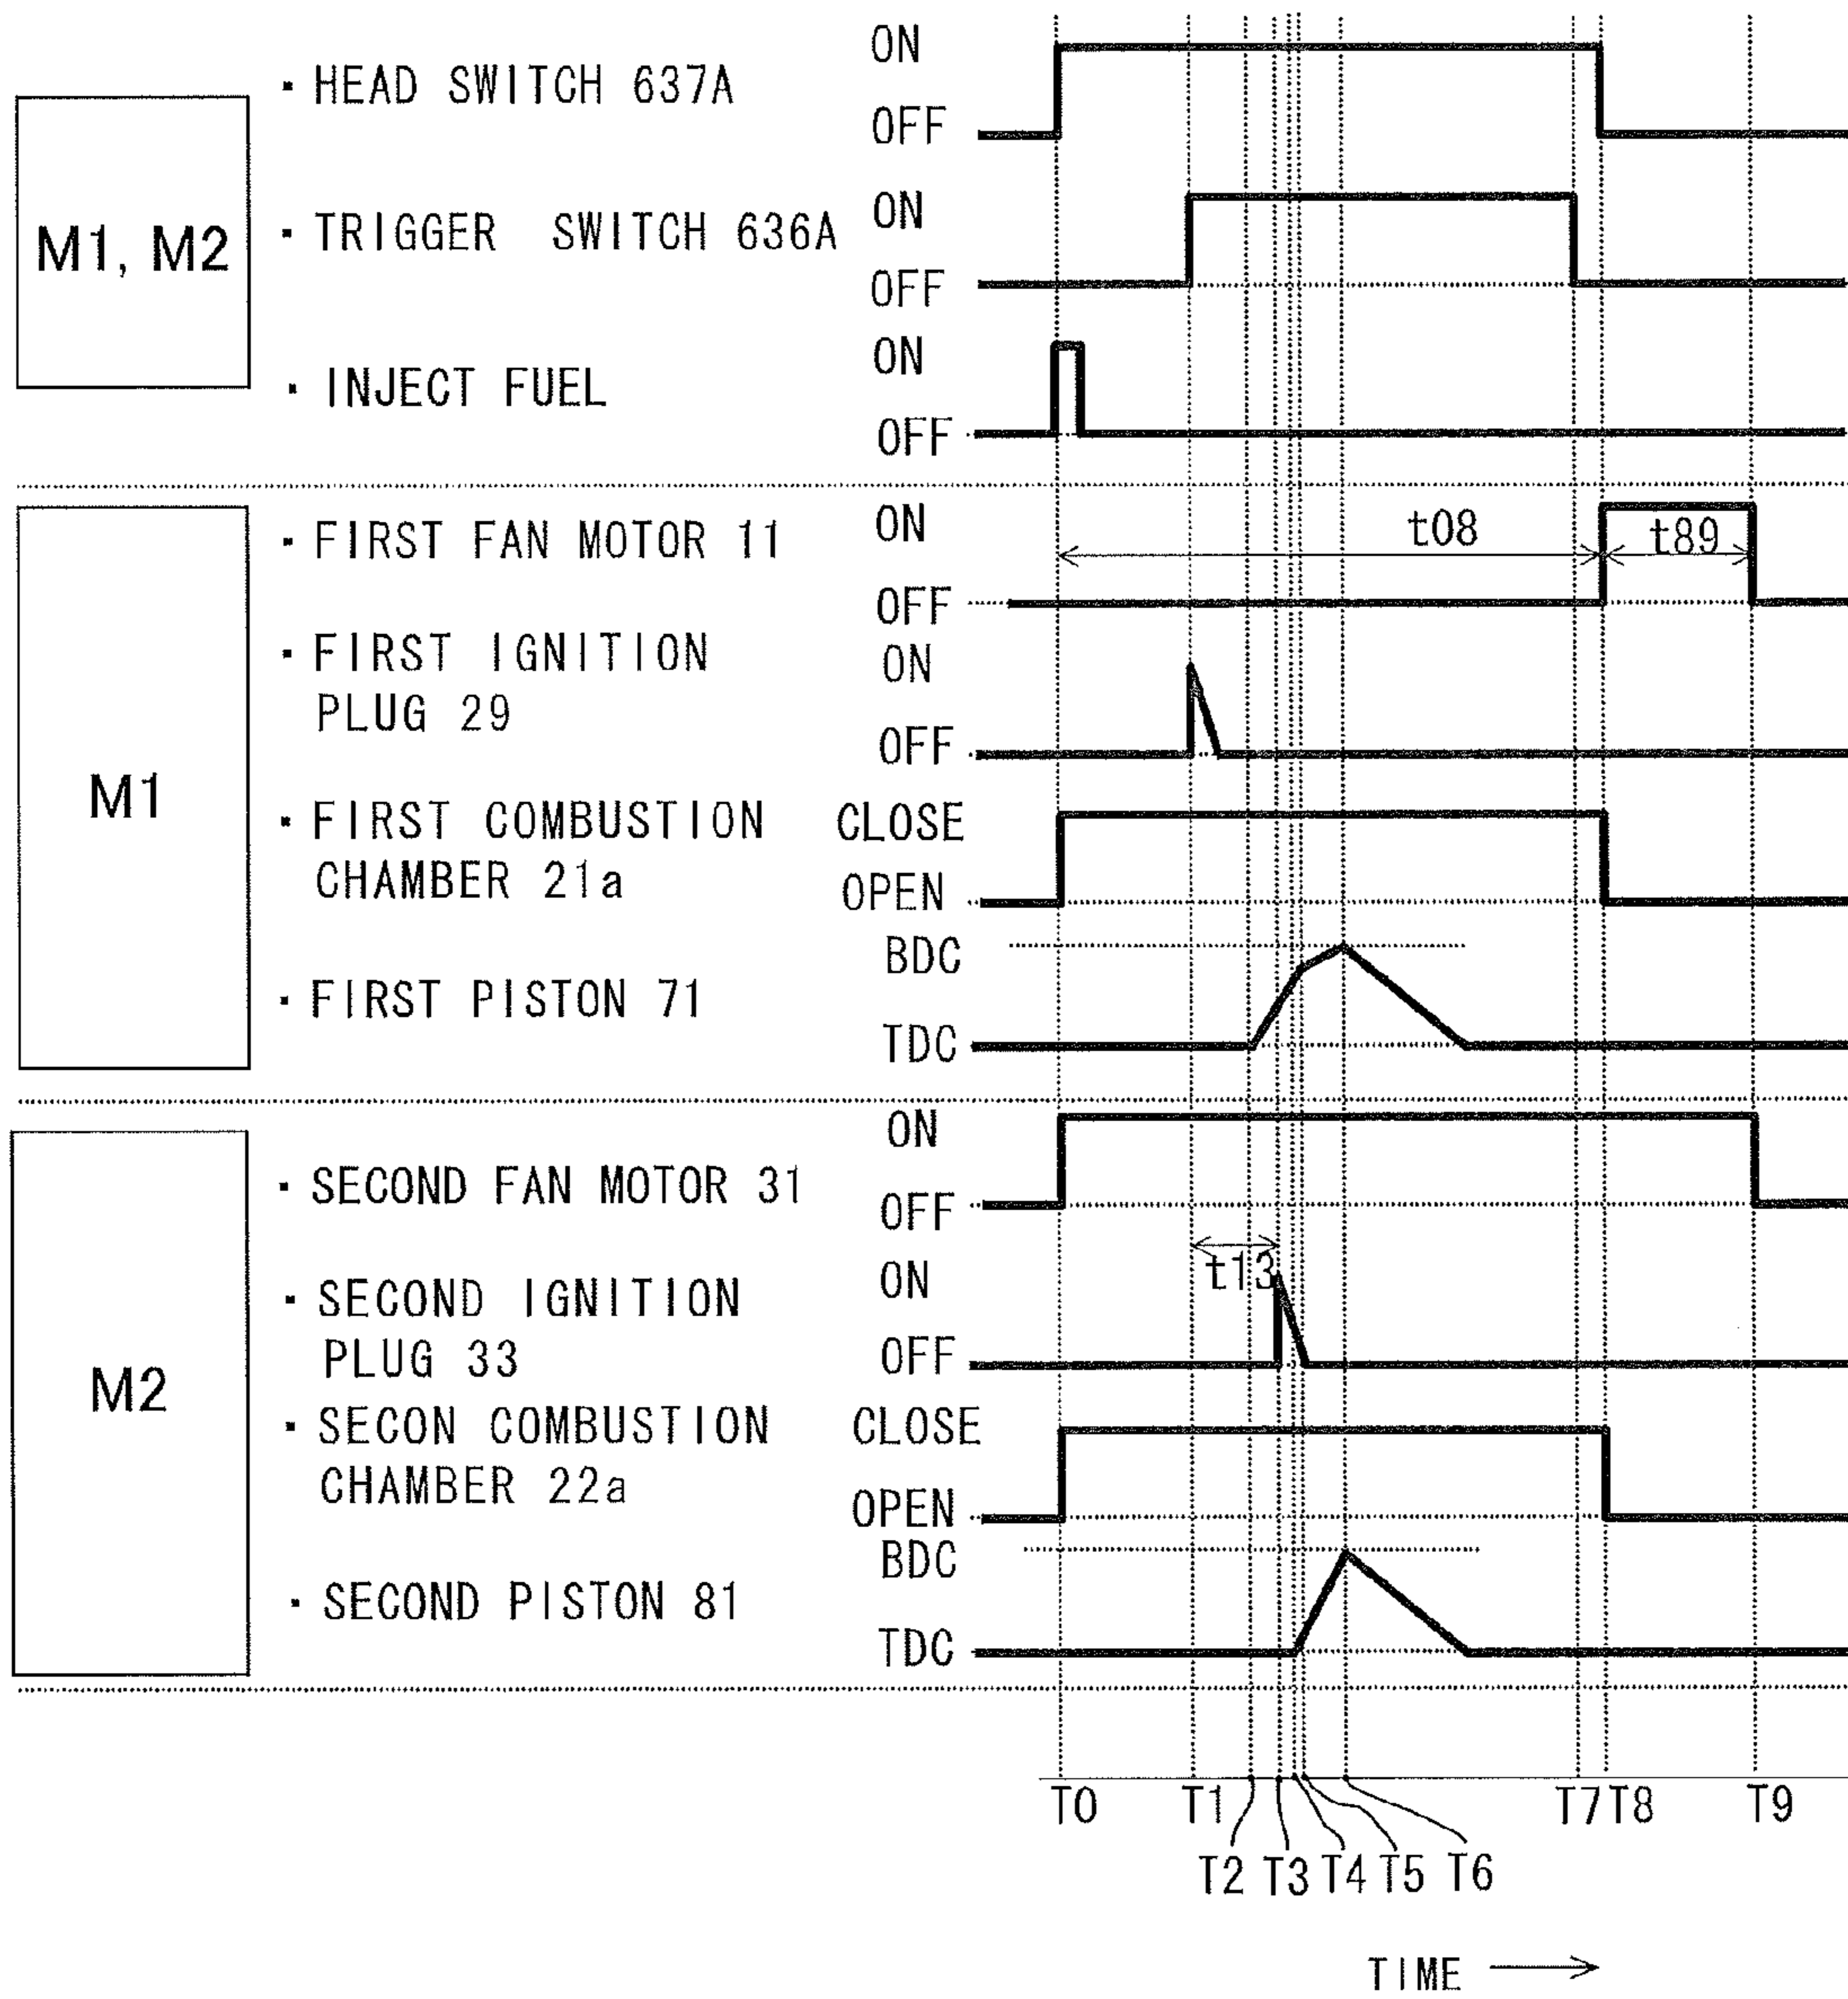 M1, M2
・HEAD SWITCH 637A
ON
OFF
・TRIGGER SWITCH 636A
ON
OFF
・INJECT FUEL
ON
OFF
M1
・FIRST FAN MOTOR 11
ON
OFF
t08
t89
・FIRST IGNITION
PLUG 29
ON
OFF
・FIRST COMBUSTION
CHAMBER 21a
CLOSE
OPEN
・FIRST PISTON 71
BDC
TDC
M2
・SECOND FAN MOTOR 31
ON
OFF
・SECOND IGNITION
PLUG 33
ON
OFF
t13
・SECON COMBUSTION
CHAMBER 22a
CLOSE
OPEN
・SECOND PISTON 81
BDC
TDC
T0 T1 T7 T8 T9
T2 T3 T4 T5 T6
TIME